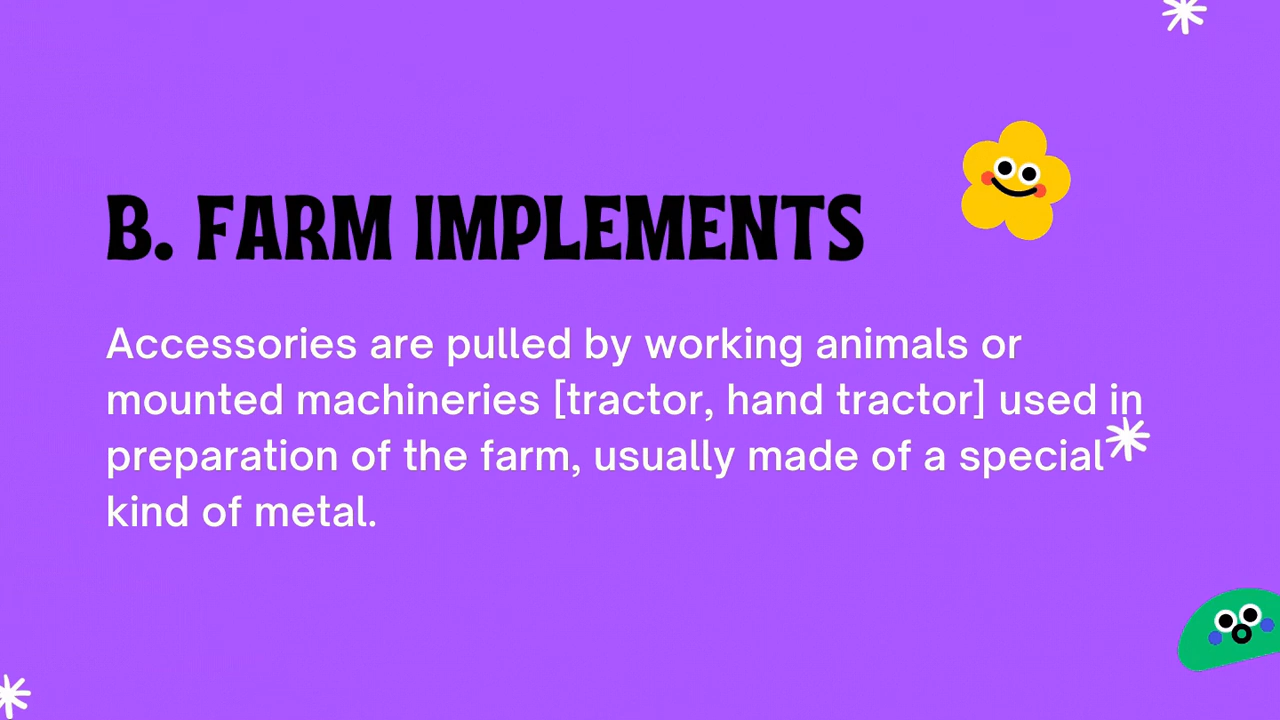 B. FARM IMPLEMENTS
Accessories are pulled by working animals or
mounted machineries [tractor, hand tractor] used in
preparation of the farm, usually made of a special
kind of metal.